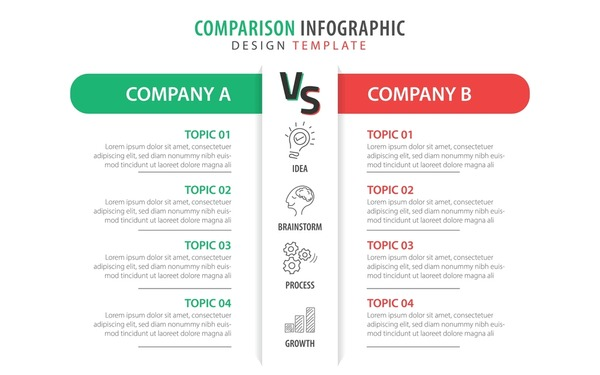 COMPARISON INFOGRAPHIC
DESIGN TEMPLATE
COMPANY A
VS
COMPANY B
TOPIC 01
Lorem ipsum dolor sit amet, consectetuer
adipiscing elit, sed diam nonummy nibh euis-
mod tincidunt ut laoreet dolore magna
TOPIC 02
Lorem ipsum dolor sit amet, consectetuer
adipiscing elit, sed diam nonummy nibh euis-
mod tincidunt ut laoreet dolore magna
TOPIC 03
Lorem ipsum dolor sit amet, consectetuer
adipiscing elit, sed diam nonummy nibh euis-
mod tincidunt ut laoreet dolore magna
TOPIC 04
Lorem ipsum dolor sit amet, consectetuer
adipiscing elit, sed diam nonummy nibh euis-
mod tincidunt ut laoreet dolore magna
IDEA
BRAINSTORM
PROCESS
GROWTH
TOPIC 01
Lorem ipsum dolor sit amet, consectetuer
adipiscing elit, sed diam nonummy nibh euis-
mod tincidunt ut laoreet dolore magna
TOPIC 02
Lorem ipsum dolor sit amet, consectetuer
adipiscing elit, sed diam nonummy nibh euis-
mod tincidunt ut laoreet dolore magna
TOPIC 03
Lorem ipsum dolor sit amet, consectetuer
adipiscing elit, sed diam nonummy nibh euis-
mod tincidunt ut laoreet dolore magna
TOPIC 04
Lorem ipsum dolor sit amet, consectetuer
adipiscing elit, sed diam nonummy nibh euis-
mod tincidunt ut laoreet dolore magna